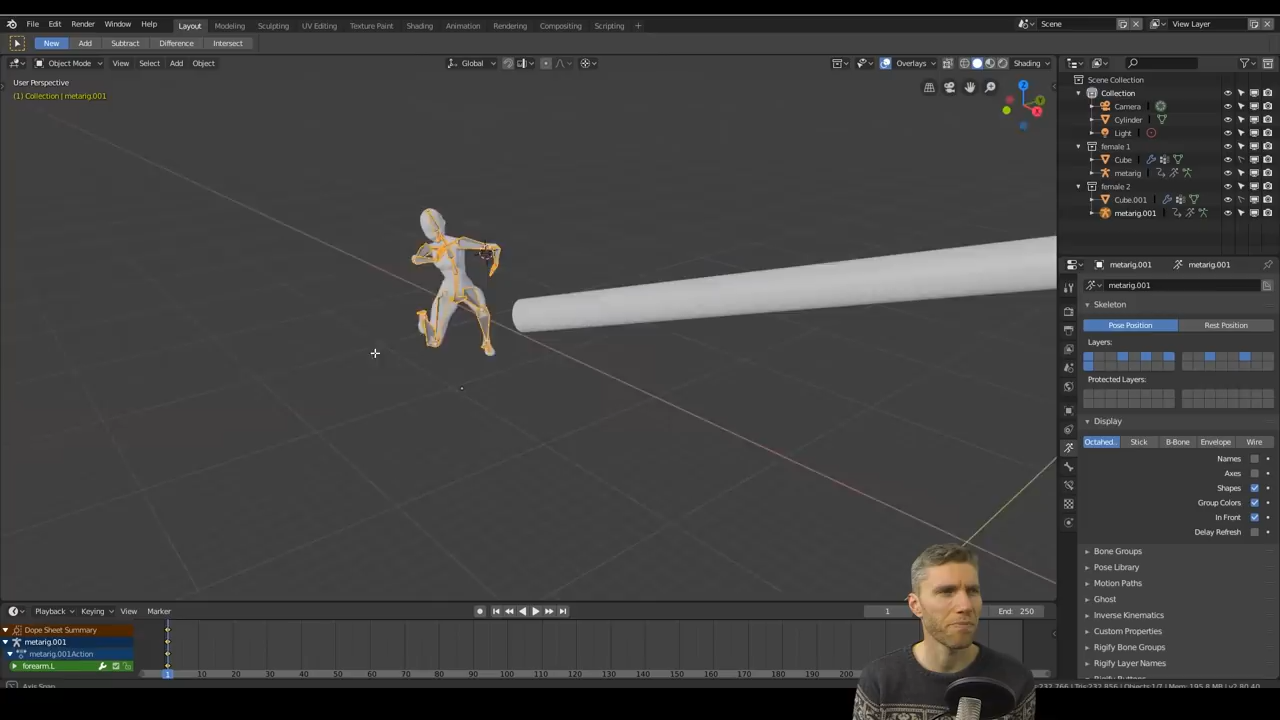 File Edit Render Window Help Layout Modeling Sculpting UV Editing Texture Paint Shading Animation Rendering Compositing Scripting + Scene View Layer
New Add Subtract Difference Intersect
Object Mode View Select Add Object Global Overlays Shading
User Perspective
(1) Collection | metarig.001
Scene Collection
Collection
Camera
Cylinder
Light
female 1
Cube
metarig
female 2
Cube.001
metarig.001
metarig.001 metarig.001
metarig.001
Skeleton
Pose Position Rest Position
Layers:
Protected Layers:
Display
Octahed.. Stick B-Bone Envelope Wire
Names
Axes
Shapes
Group Colors
In Front
Delay Refresh
Bone Groups
Pose Library
Motion Paths
Ghost
Inverse Kinematics
Custom Properties
Rigify Bone Groups
Rigify Layer Names
Playback Keying View Marker 1 End: 250
Dope Sheet Summary
metarig.001
metarig.001Action
forearm.L
1 10 20 30 40 50 60 70 80 90 100 110 120 130 140 150 160 170 180 190 200